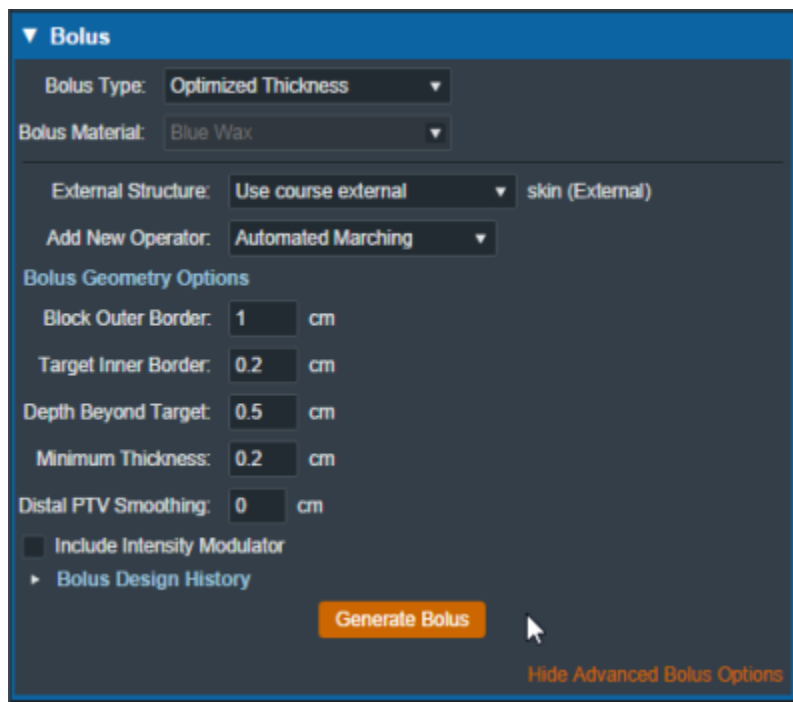 Bolus
Bolus Type: Optimized Thickness
Bolus Material: Blue Wax
External Structure: Use course external skin (External)
Add New Operator: Automated Marching
Bolus Geometry Options
Block Outer Border: 1 cm
Target Inner Border: 0.2 cm
Depth Beyond Target: 0.5 cm
Minimum Thickness: 0.2 cm
Distal PTV Smoothing: 0 cm
Include Intensity Modulator
Bolus Design History
Generate Bolus
Hide Advanced Bolus Options